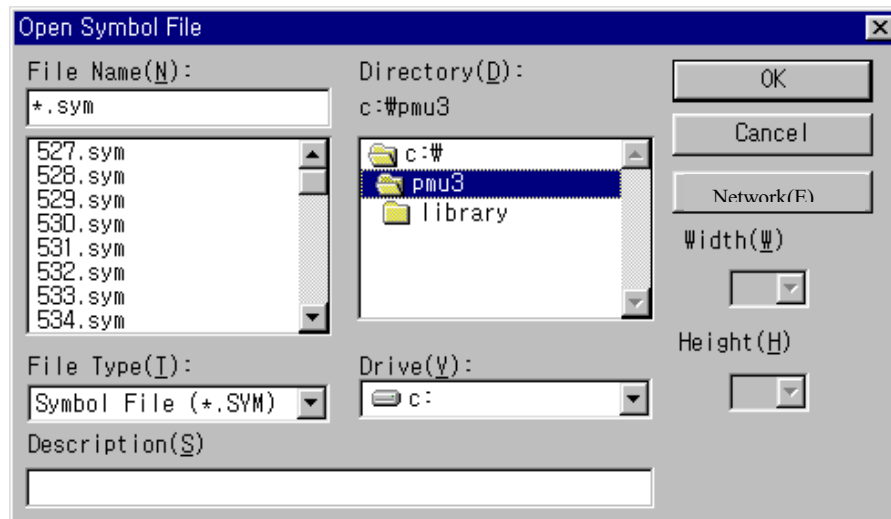 Open Symbol File
File Name(N):
*.sym
527.sym
528.sym
529.sym
530.sym
531.sym
532.sym
533.sym
534.sym
File Type(T):
Symbol File (*.SYM)
Description(S)
Directory(D):
c:₩pmu3
c:₩
pmu3
library
Drive(V):
c:
OK
Cancel
Network(E)
₩idth(₩)
Height(H)